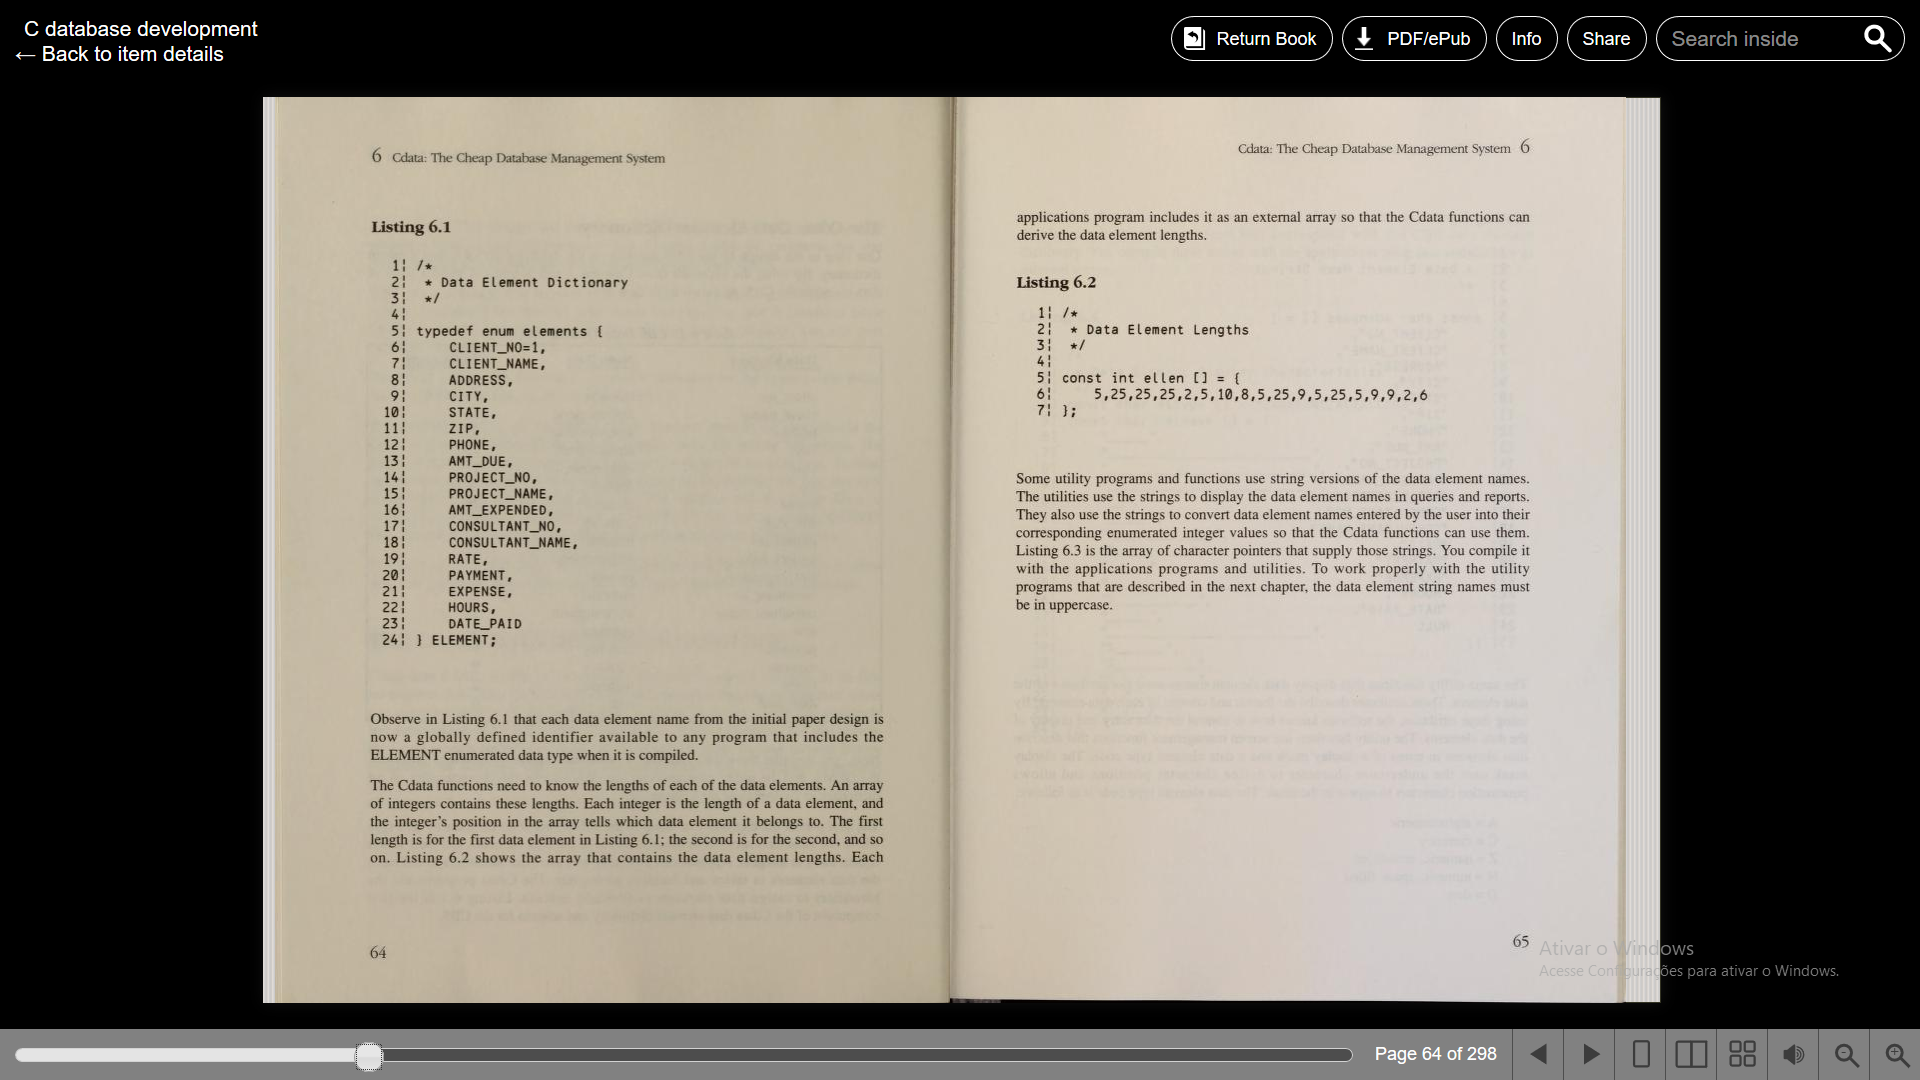 C database development
← Back to item details
Return Book
PDF/ePub
Info
Share
Search inside
6 Cdata: The Cheap Database Management System
Listing 6.1
1¦ /*
2¦ * Data Element Dictionary
3¦ */
4¦
5¦ typedef enum elements {
6¦ CLIENT_NO=1,
7¦ CLIENT_NAME,
8¦ ADDRESS,
9¦ CITY,
10¦ STATE,
11¦ ZIP,
12¦ PHONE,
13¦ AMT_DUE,
14¦ PROJECT_NO,
15¦ PROJECT_NAME,
16¦ AMT_EXPENDED,
17¦ CONSULTANT_NO,
18¦ CONSULTANT_NAME,
19¦ RATE,
20¦ PAYMENT,
21¦ EXPENSE,
22¦ HOURS,
23¦ DATE_PAID
24¦ } ELEMENT;
Observe in Listing 6.1 that each data element name from the initial paper design is
now a globally defined identifier available to any program that includes the
ELEMENT enumerated data type when it is compiled.
The Cdata functions need to know the lengths of each of the data elements. An array
of integers contains these lengths. Each integer is the length of a data element, and
the integer's position in the array tells which data element it belongs to. The first
length is for the first data element in Listing 6.1; the second is for the second, and so
on. Listing 6.2 shows the array that contains the data element lengths. Each
64
Cdata: The Cheap Database Management System 6
applications program includes it as an external array so that the Cdata functions can
derive the data element lengths.
Listing 6.2
1¦ /*
2¦ * Data Element Lengths
3¦ */
4¦
5¦ const int ellen [] = {
6¦ 5,25,25,25,2,5,10,8,5,25,9,5,25,5,9,9,2,6
7¦ };
Some utility programs and functions use string versions of the data element names.
The utilities use the strings to display the data element names in queries and reports.
They also use the strings to convert data element names entered by the user into their
corresponding enumerated integer values so that the Cdata functions can use them.
Listing 6.3 is the array of character pointers that supply those strings. You compile it
with the applications programs and utilities. To work properly with the utility
programs that are described in the next chapter, the data element string names must
be in uppercase.
65
Ativar o Windows
Acesse Configurações para ativar o Windows.
Page 64 of 298